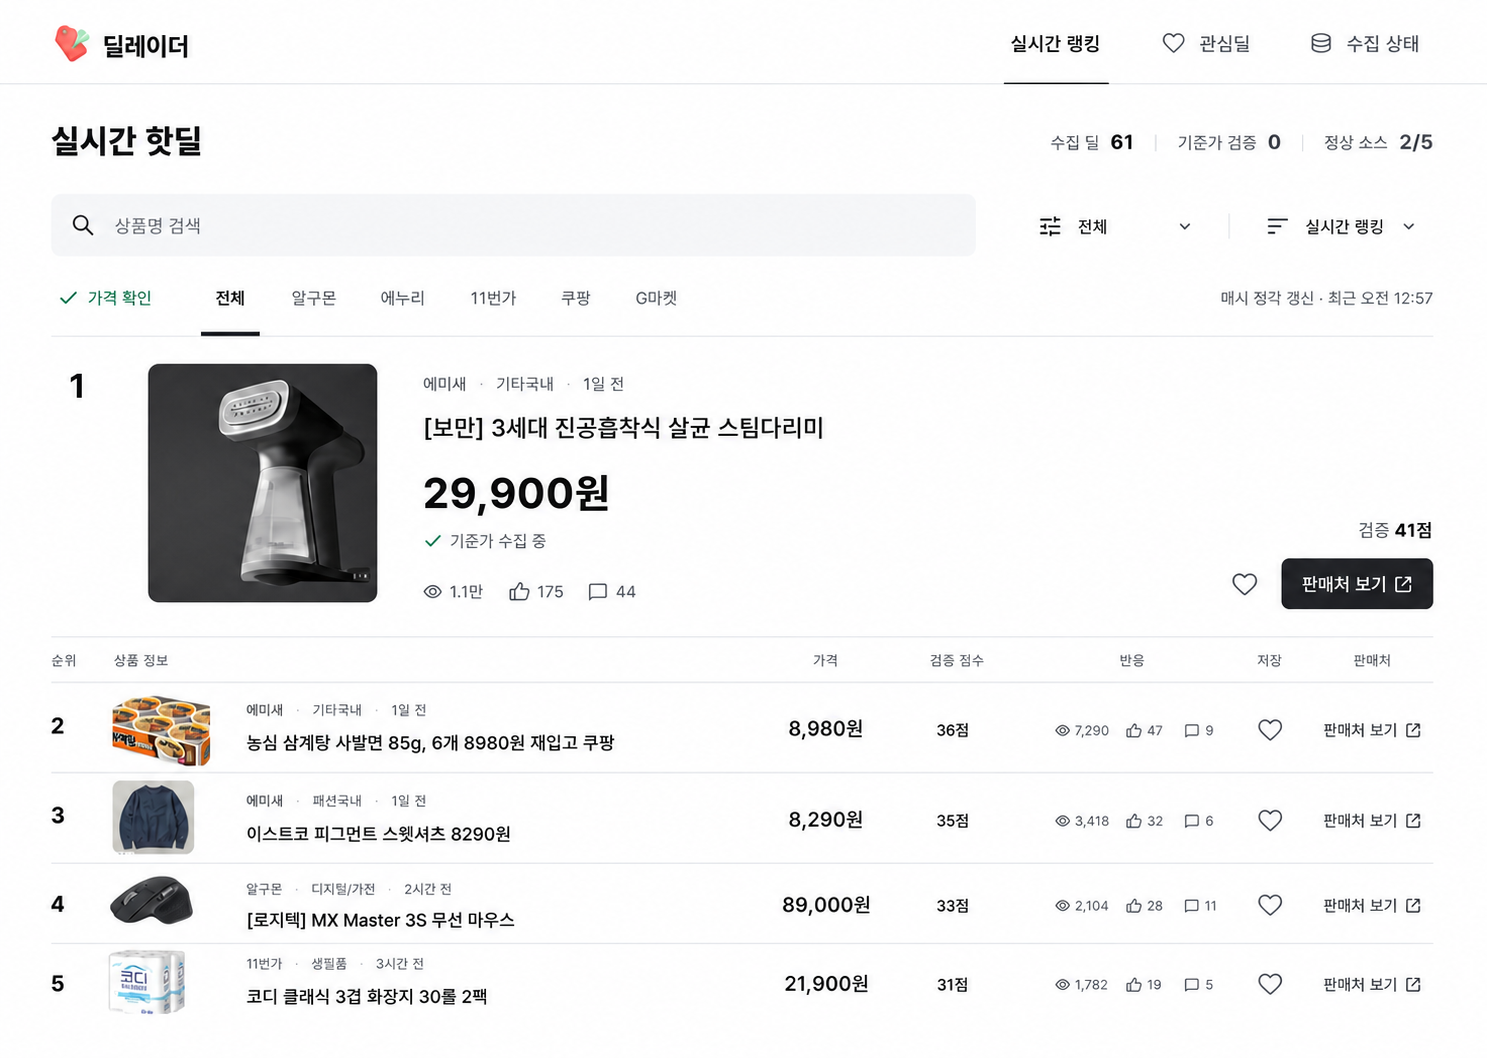 딜레이더
실시간 랭킹
관심딜
수집 상태
실시간 핫딜
수집 딜 61
기준가 검증 0
정상 소스 2/5
상품명 검색
전체
실시간 랭킹
가격 확인
전체
알구몬
에누리
11번가
쿠팡
G마켓
매시 정각 갱신 · 최근 오전 12:57
1
에미새 · 기타국내 · 1일 전
[보만] 3세대 진공흡착식 살균 스팀다리미
29,900원
기준가 수집 중
1.1만 175 44
검증 41점
판매처 보기
순위 상품 정보 가격 검증 점수 반응 저장 판매처
2
에미새 · 기타국내 · 1일 전
농심 삼계탕 사발면 85g, 6개 8980원 재입고 쿠팡
8,980원
36점
7,290 47 9
판매처 보기
3
에미새 · 패션국내 · 1일 전
이스트코 피그먼트 스웻셔츠 8290원
8,290원
35점
3,418 32 6
판매처 보기
4
알구몬 · 디지털/가전 · 2시간 전
[로지텍] MX Master 3S 무선 마우스
89,000원
33점
2,104 28 11
판매처 보기
5
코디
11번가 · 생필품 · 3시간 전
코디 클래식 3겹 화장지 30롤 2팩
21,900원
31점
1,782 19 5
판매처 보기